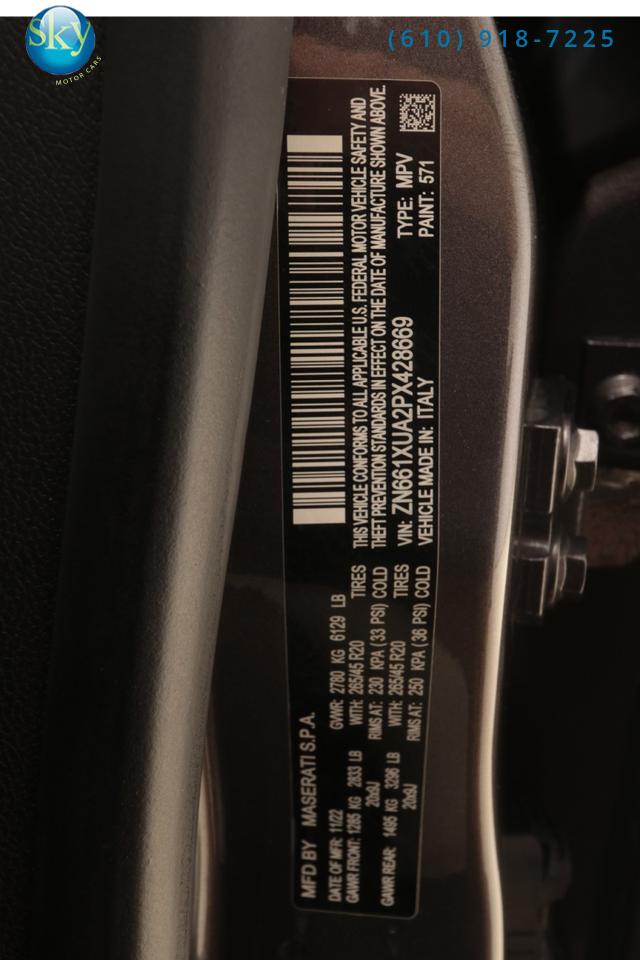 Sky
MOTOR CARS
(610) 918-7225
MFD BY MASERATI S.P.A.
DATE OF MFR: 11/22 GVWR: 2780 KG 6129 LB
GAWR FRONT: 1285 KG 2833 LB WITH: 265/45 R20 TIRES
20x9J RIMS AT: 230 KPA (33 PSI) COLD
GAWR REAR: 1495 KG 3296 LB WITH: 265/45 R20 TIRES
20x9J RIMS AT: 250 KPA (36 PSI) COLD
THIS VEHICLE CONFORMS TO ALL APPLICABLE U.S. FEDERAL MOTOR VEHICLE SAFETY AND
THEFT PREVENTION STANDARDS IN EFFECT ON THE DATE OF MANUFACTURE SHOWN ABOVE.
VIN: ZN661XUA2PX428669 TYPE: MPV
VEHICLE MADE IN: ITALY PAINT: 571